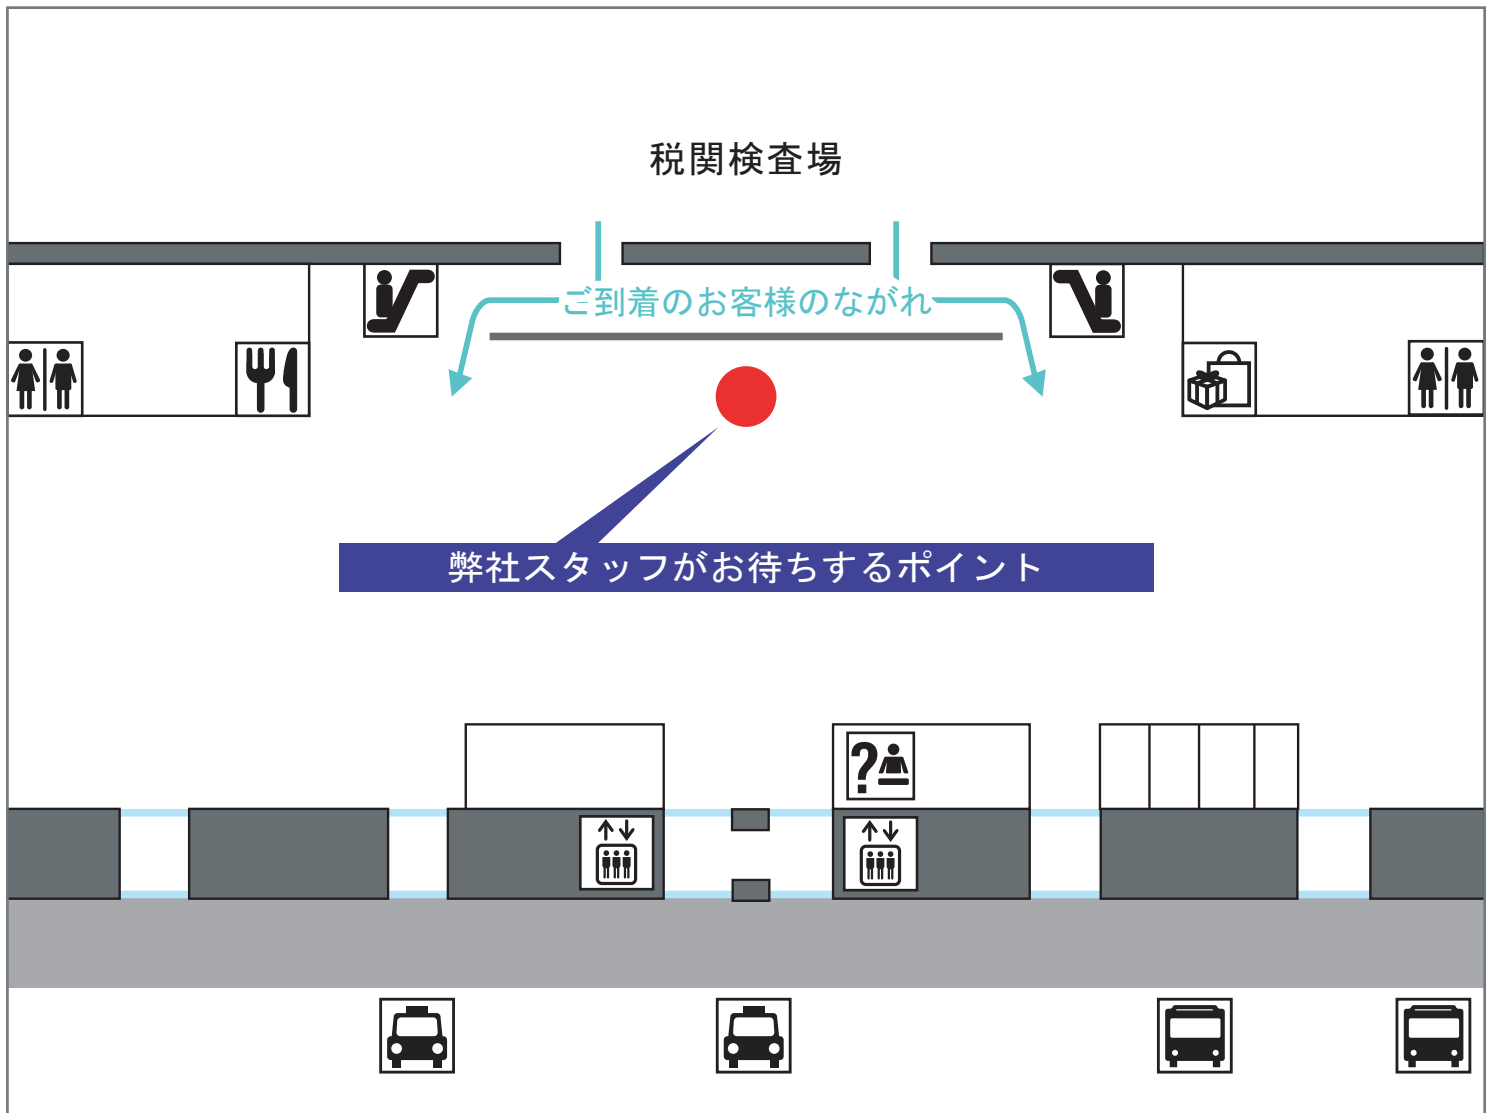 税関検査場
ご到着のお客様のながれ
弊社スタッフがお待ちするポイント
?